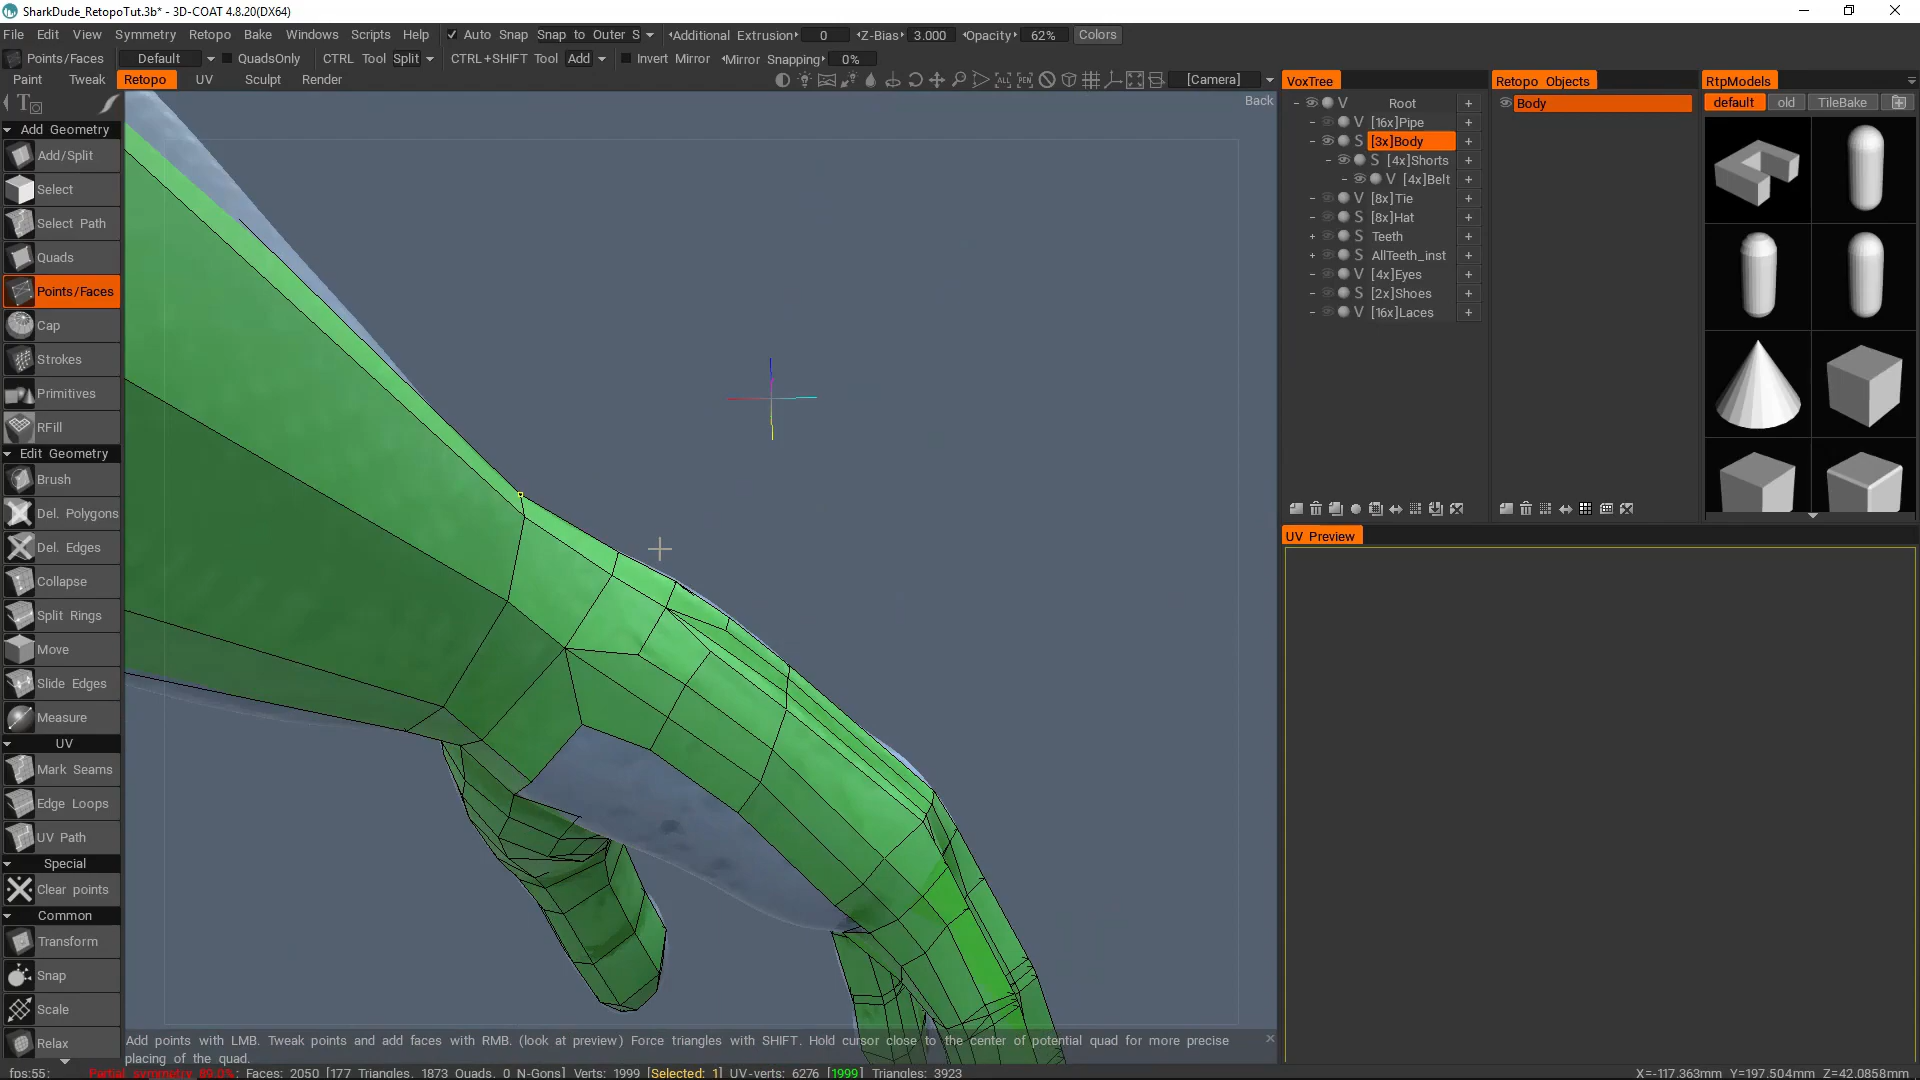 SharkDude_RetopoTut.3b* - 3D-COAT 4.8.20(DX64)
File Edit View Symmetry Retopo Bake Windows Scripts Help Auto Snap Snap to Outer S Additional Extrusion 0 Z-Bias 3.000 Opacity 62% Colors
Points/Faces Default QuadsOnly CTRL Tool Split CTRL+SHIFT Tool Add Invert Mirror Mirror Snapping 0%
Paint Tweak Retopo UV Sculpt Render [Camera]
Back
Add Geometry
Add/Split
Select
Select Path
Quads
Points/Faces
Cap
Strokes
Primitives
RFill
Edit Geometry
Brush
Del. Polygons
Del. Edges
Collapse
Split Rings
Move
Slide Edges
Measure
UV
Mark Seams
Edge Loops
UV Path
Special
Clear points
Common
Transform
Snap
Scale
Relax
VoxTree
V Root +
V [16x]Pipe +
S [3x]Body +
S [4x]Shorts +
V [4x]Belt +
V [8x]Tie +
S [8x]Hat +
S Teeth +
S AllTeeth_inst +
V [4x]Eyes +
S [2x]Shoes +
V [16x]Laces +
Retopo Objects
Body
RtpModels
default old TileBake
UV Preview
Add points with LMB. Tweak points and add faces with RMB. (look at preview) Force triangles with SHIFT. Hold cursor close to the center of potential quad for more precise
placing of the quad.
fps:55; Partial symmetry 89.0%; Faces: 2050 [177 Triangles, 1873 Quads, 0 N-Gons] Verts: 1999 [Selected: 1] UV-verts: 6276 [1999] Triangles: 3923 X=-117.363mm Y=197.504mm Z=42.0858mm